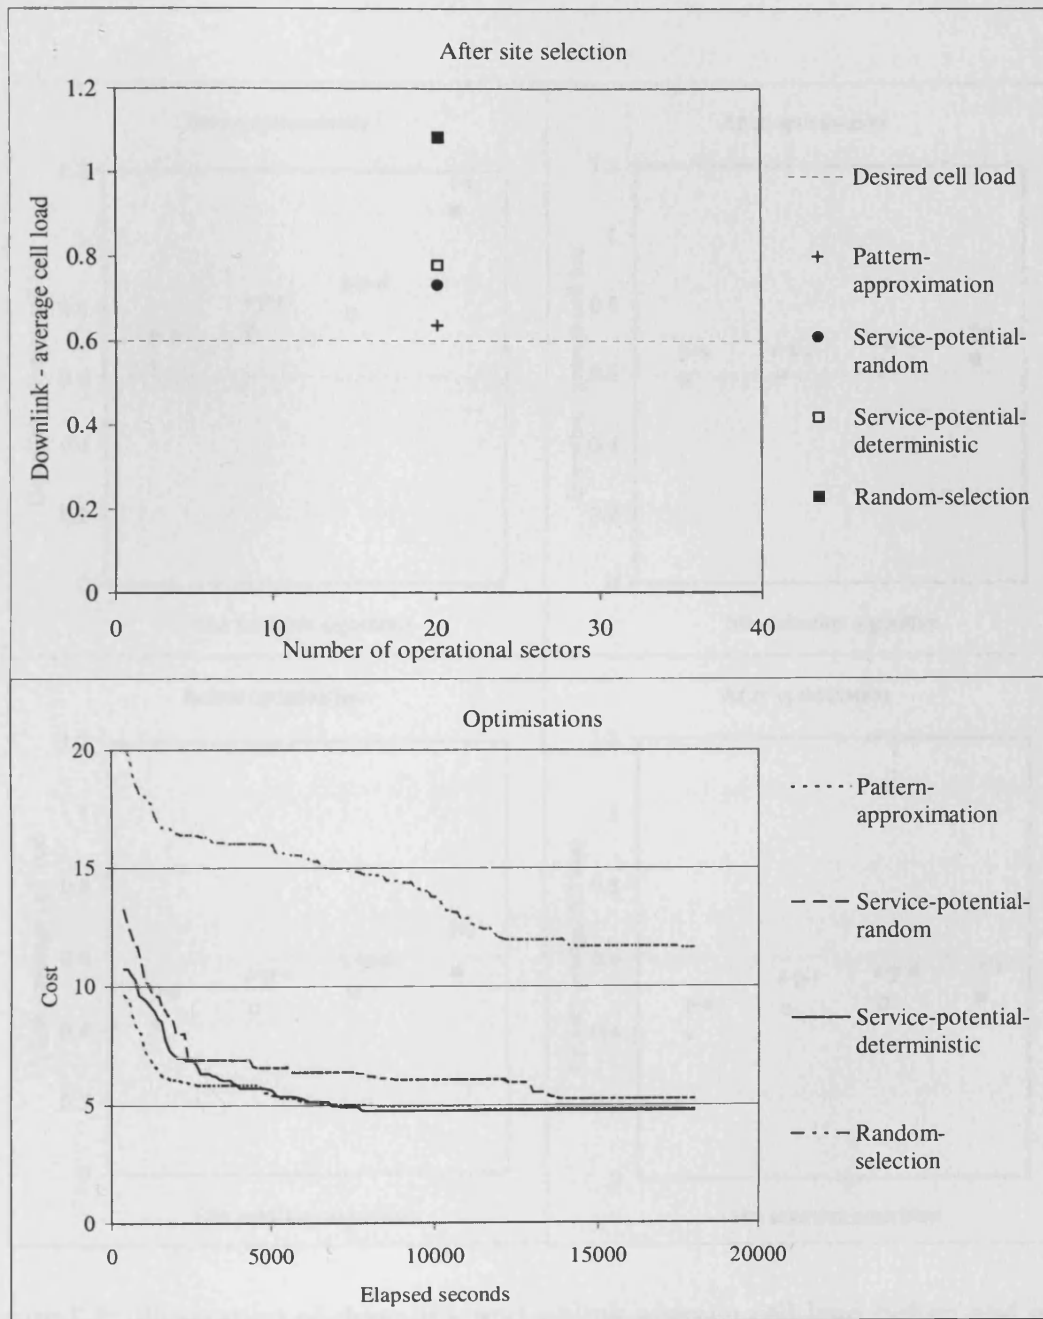 After site selection
1.2
1
0.8
0.6
0.4
0.2
0
Downlink - average cell load
0
10
20
30
40
Number of operational sectors
Desired cell load
Pattern-
approximation
Service-potential-
random
Service-potential-
deterministic
Random-selection
Optimisations
20
15
10
5
0
Cost
0
5000
10000
15000
20000
Elapsed seconds
Pattern-
approximation
Service-potential-
random
Service-potential-
deterministic
Random-
selection